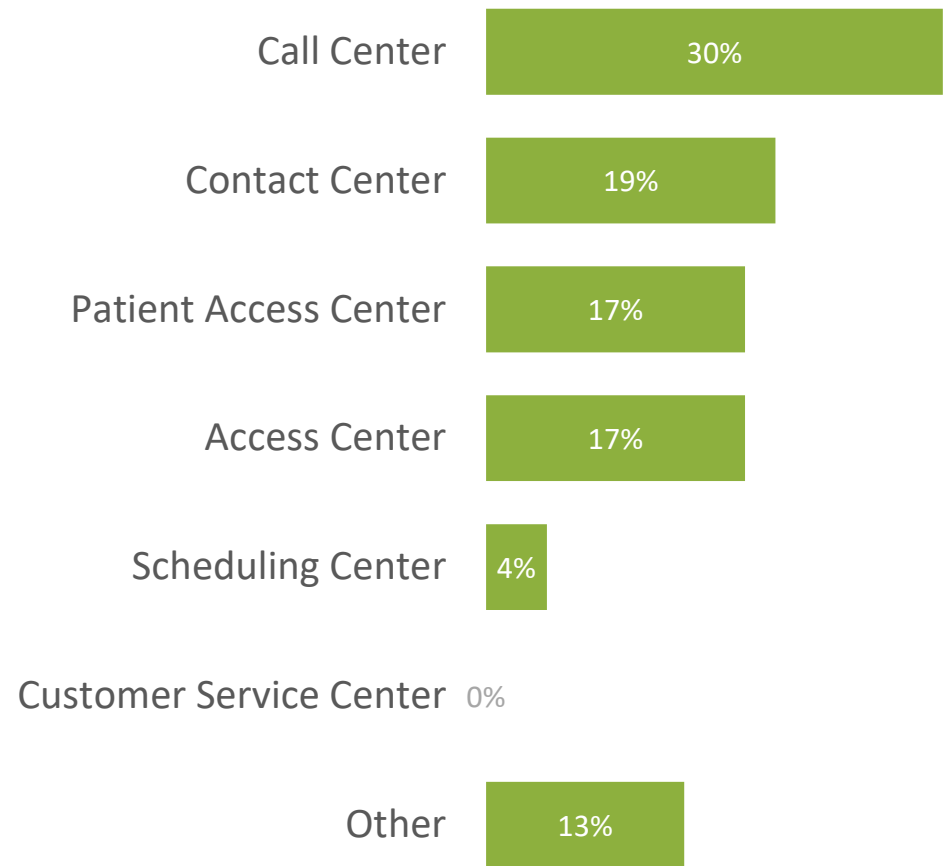 Call Center 30%
Contact Center 19%
Patient Access Center 17%
Access Center 17%
Scheduling Center 4%
Customer Service Center 0%
Other 13%